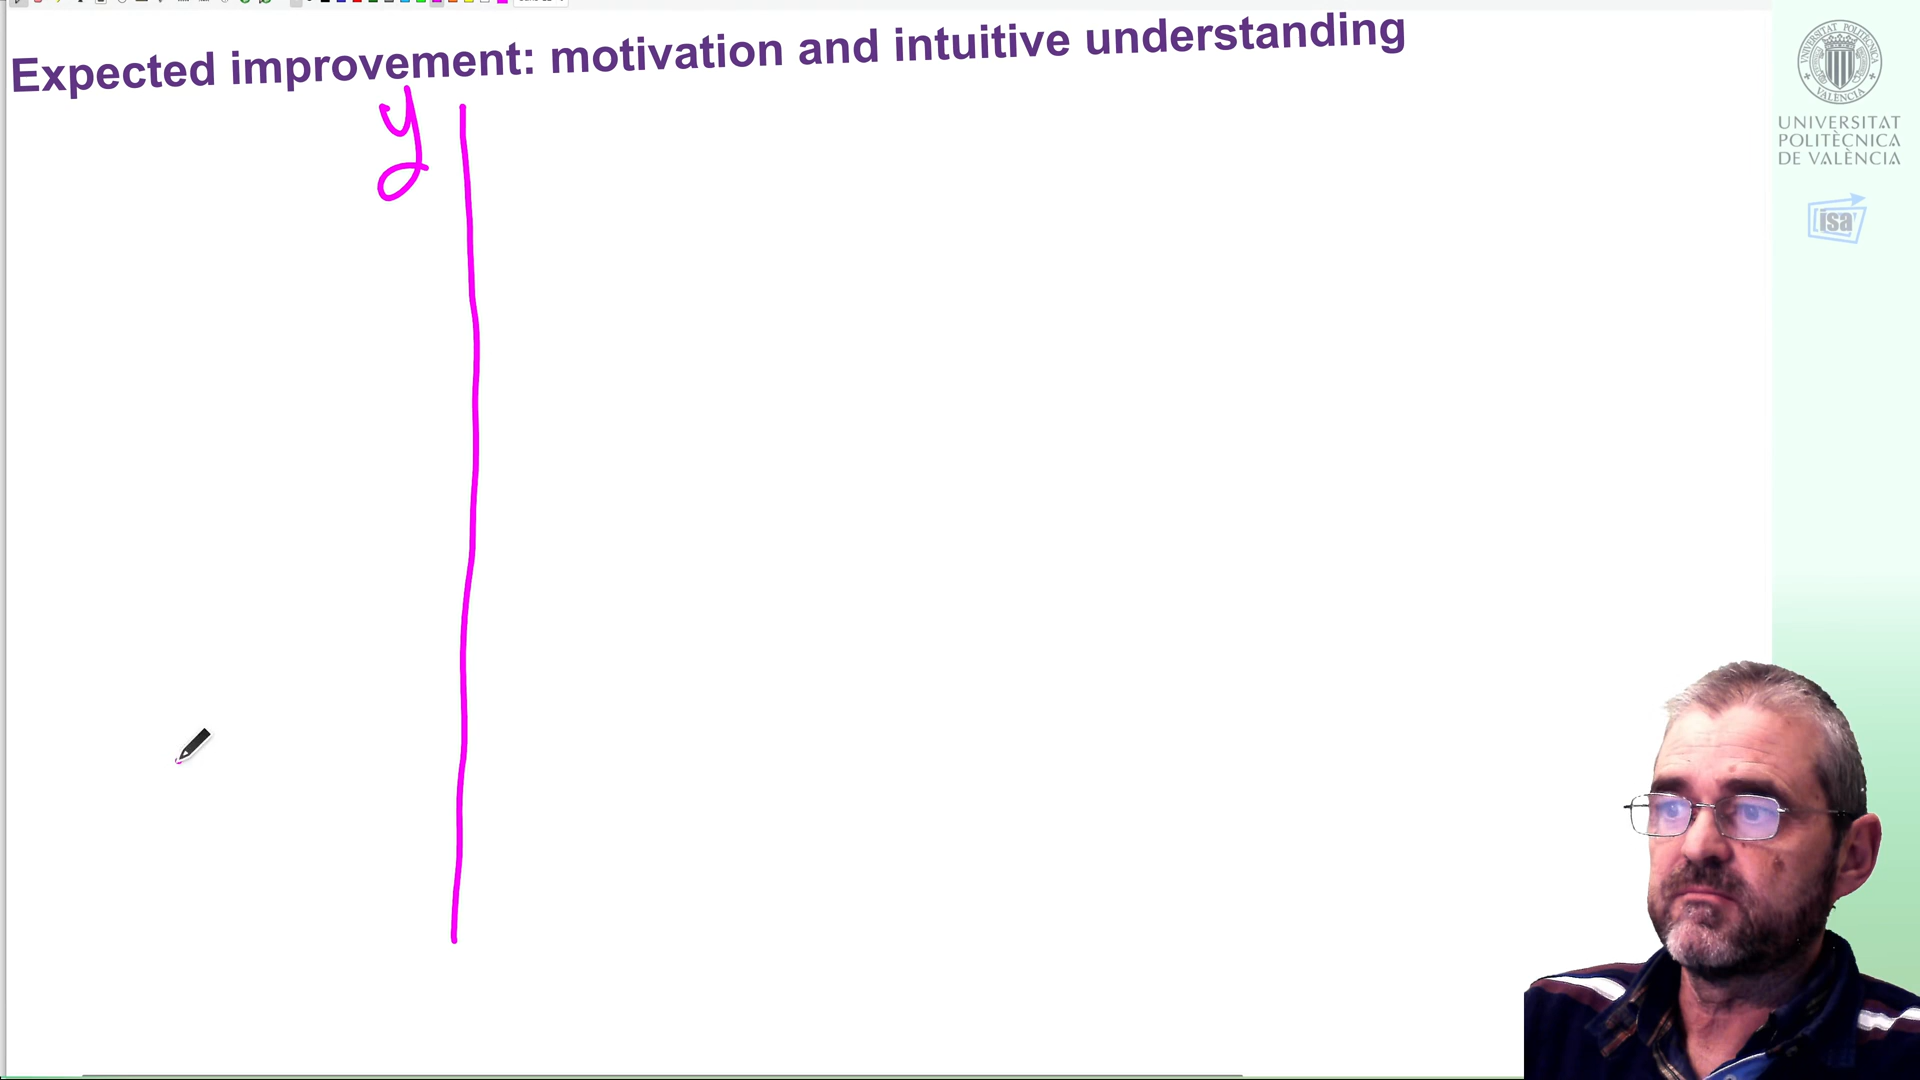 Expected improvement: motivation and intuitive understanding
y
UNIVERSITAT
POLITÈCNICA
DE VALÈNCIA
isa